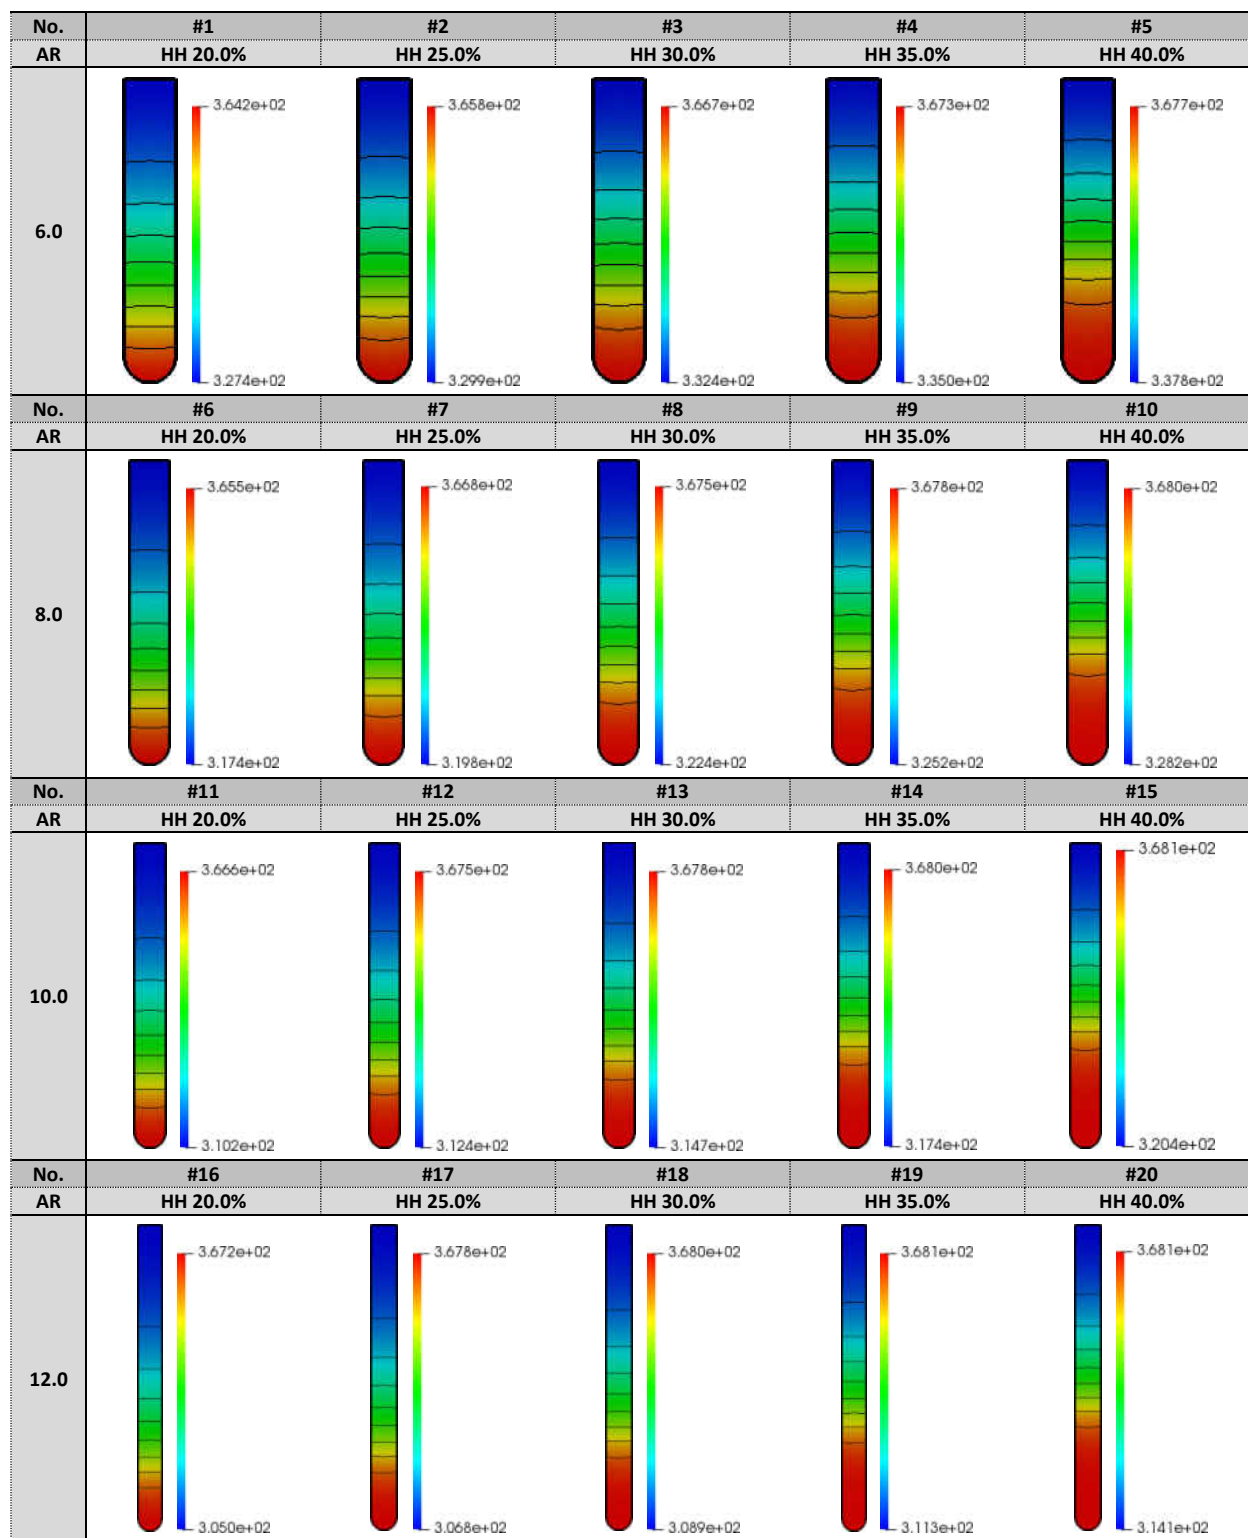 No. #1 #2 #3 #4 #5
AR HH 20.0% HH 25.0% HH 30.0% HH 35.0% HH 40.0%
3.642e+02 3.658e+02 3.667e+02 3.673e+02 3.677e+02
6.0
3.274e+02 3.299e+02 3.324e+02 3.350e+02 3.378e+02
No. #6 #7 #8 #9 #10
AR HH 20.0% HH 25.0% HH 30.0% HH 35.0% HH 40.0%
3.655e+02 3.668e+02 3.675e+02 3.678e+02 3.680e+02
8.0
3.174e+02 3.198e+02 3.224e+02 3.252e+02 3.282e+02
No. #11 #12 #13 #14 #15
AR HH 20.0% HH 25.0% HH 30.0% HH 35.0% HH 40.0%
3.666e+02 3.675e+02 3.678e+02 3.680e+02 3.681e+02
10.0
3.102e+02 3.124e+02 3.147e+02 3.174e+02 3.204e+02
No. #16 #17 #18 #19 #20
AR HH 20.0% HH 25.0% HH 30.0% HH 35.0% HH 40.0%
3.672e+02 3.678e+02 3.680e+02 3.681e+02 3.681e+02
12.0
3.050e+02 3.068e+02 3.089e+02 3.113e+02 3.141e+02